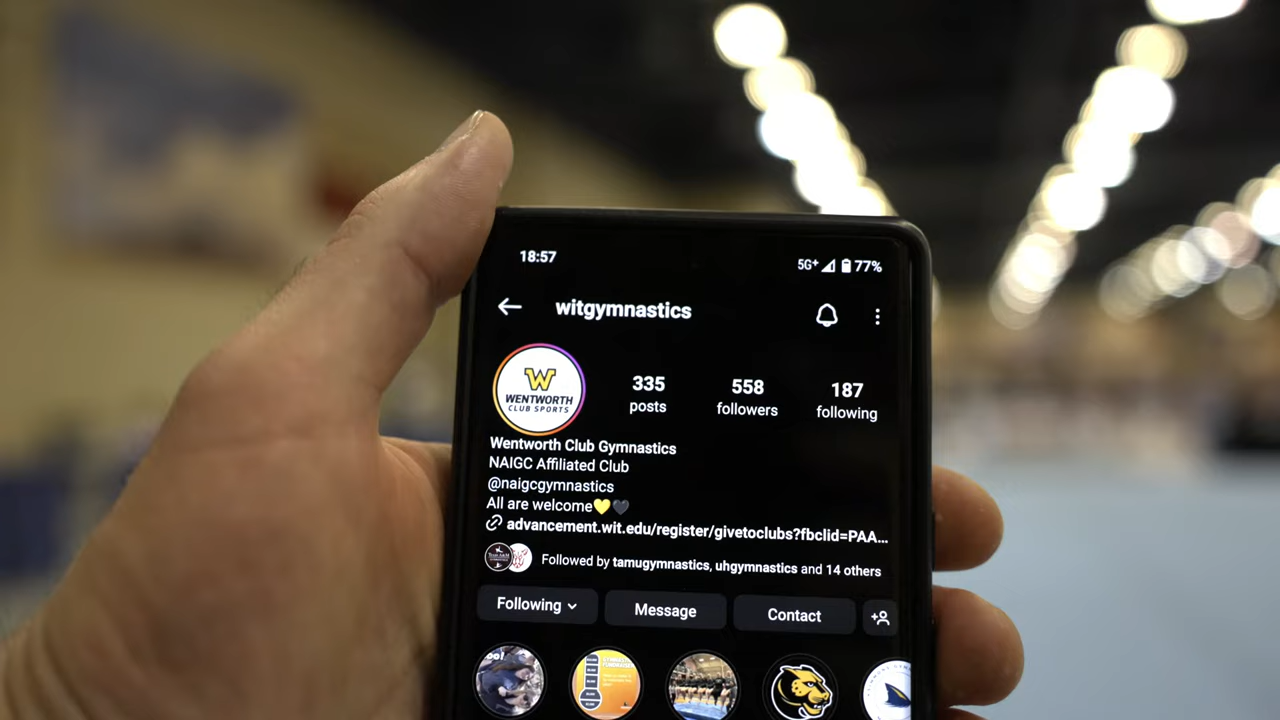 18:57
5G+ 77%
witgymnastics
W
WENTWORTH
CLUB SPORTS
335 558 187
posts followers following
Wentworth Club Gymnastics
NAIGC Affiliated Club
@naigcgymnastics
All are welcome💛🖤
advancement.wit.edu/register/givetoclubs?fbclid=PAA...
Followed by tamugymnastics, uhgymnastics and 14 others
Following Message Contact